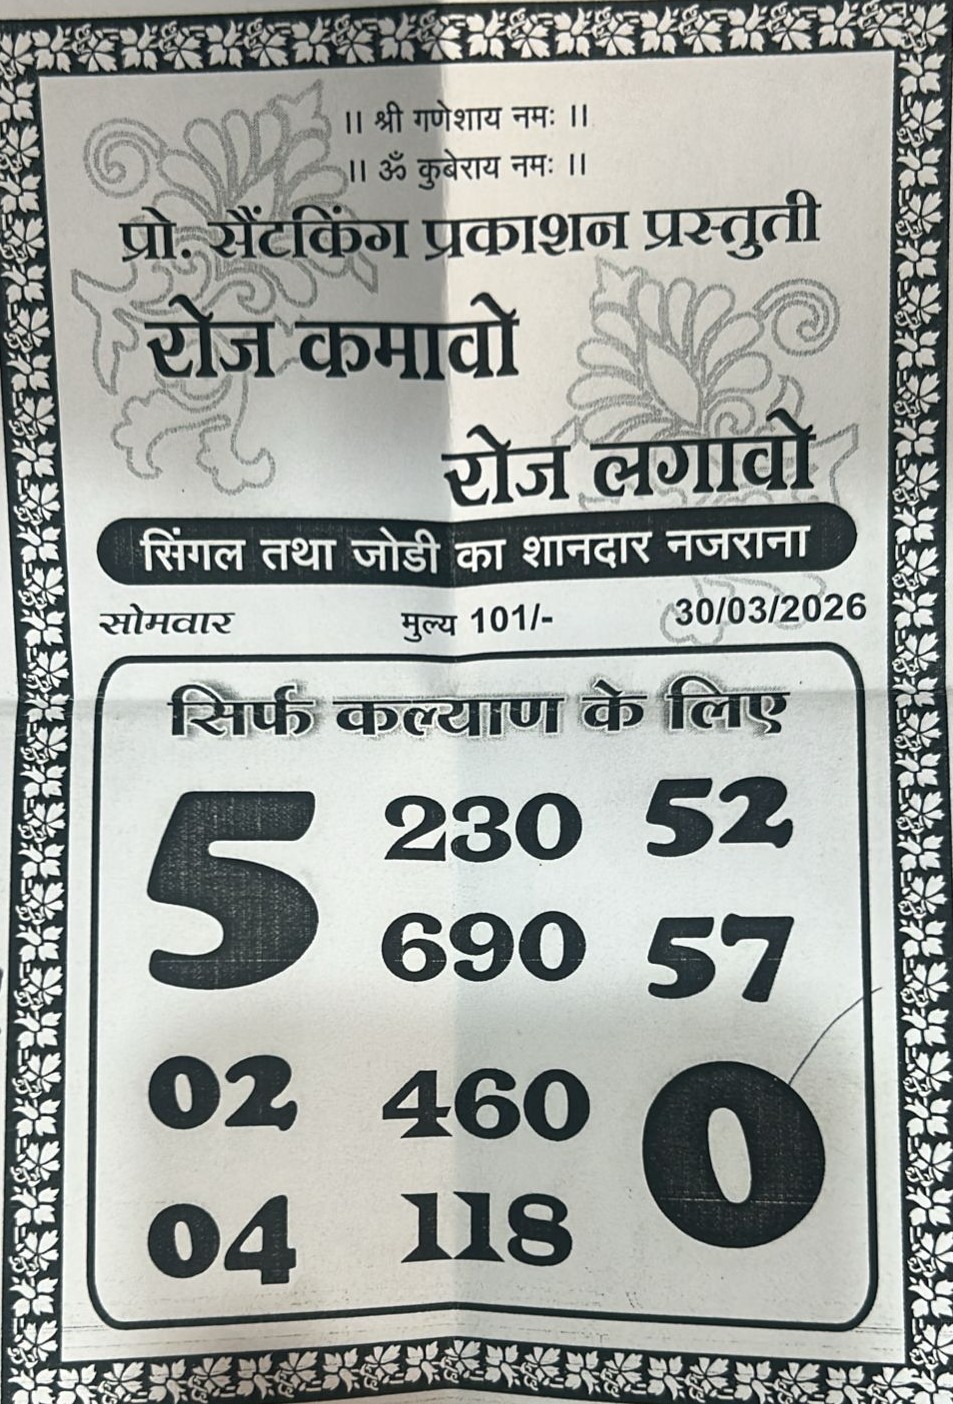 ।। श्री गणेशाय नमः ।।
।। ॐ कुबेराय नमः ।।
प्रो. सैंटकिंग प्रकाशन प्रस्तुती
रोज कमावो
रोज लगावो
सिंगल तथा जोडी का शानदार नजराना
सोमवार मुल्य 101/- 30/03/2026
सिर्फ कल्याण के लिए
5 230 52
690 57
02 460 0
04 118